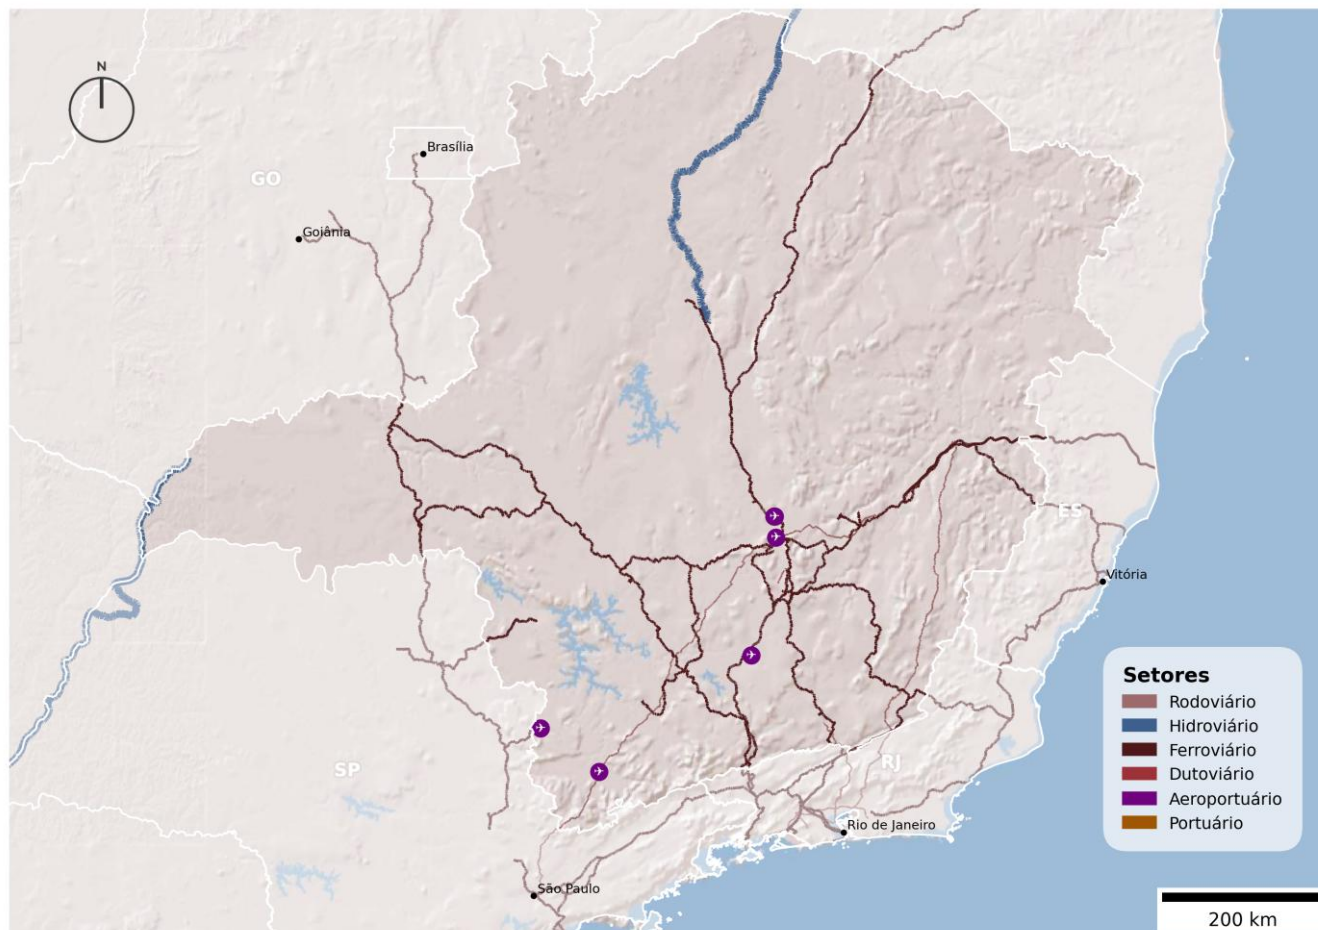 N
Brasília
GO
Goiânia
ES
Vitória
SP
RJ
Rio de Janeiro
São Paulo
Setores
Rodoviário
Hidroviário
Ferroviário
Dutoviário
Aeroportuário
Portuário
200 km